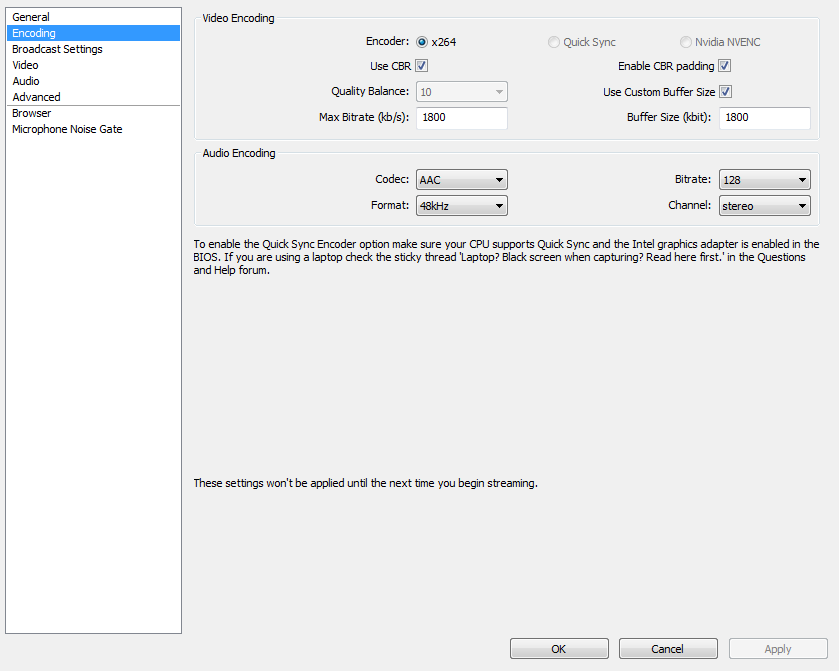 General
Encoding
Broadcast Settings
Video
Audio
Advanced
Browser
Microphone Noise Gate
Video Encoding
Encoder: x264 Quick Sync Nvidia NVENC
Use CBR Enable CBR padding
Quality Balance: 10 Use Custom Buffer Size
Max Bitrate (kb/s): 1800 Buffer Size (kbit): 1800
Audio Encoding
Codec: AAC Bitrate: 128
Format: 48kHz Channel: stereo
To enable the Quick Sync Encoder option make sure your CPU supports Quick Sync and the Intel graphics adapter is enabled in the
BIOS. If you are using a laptop check the sticky thread 'Laptop? Black screen when capturing? Read here first.' in the Questions
and Help forum.
These settings won't be applied until the next time you begin streaming.
OK Cancel Apply